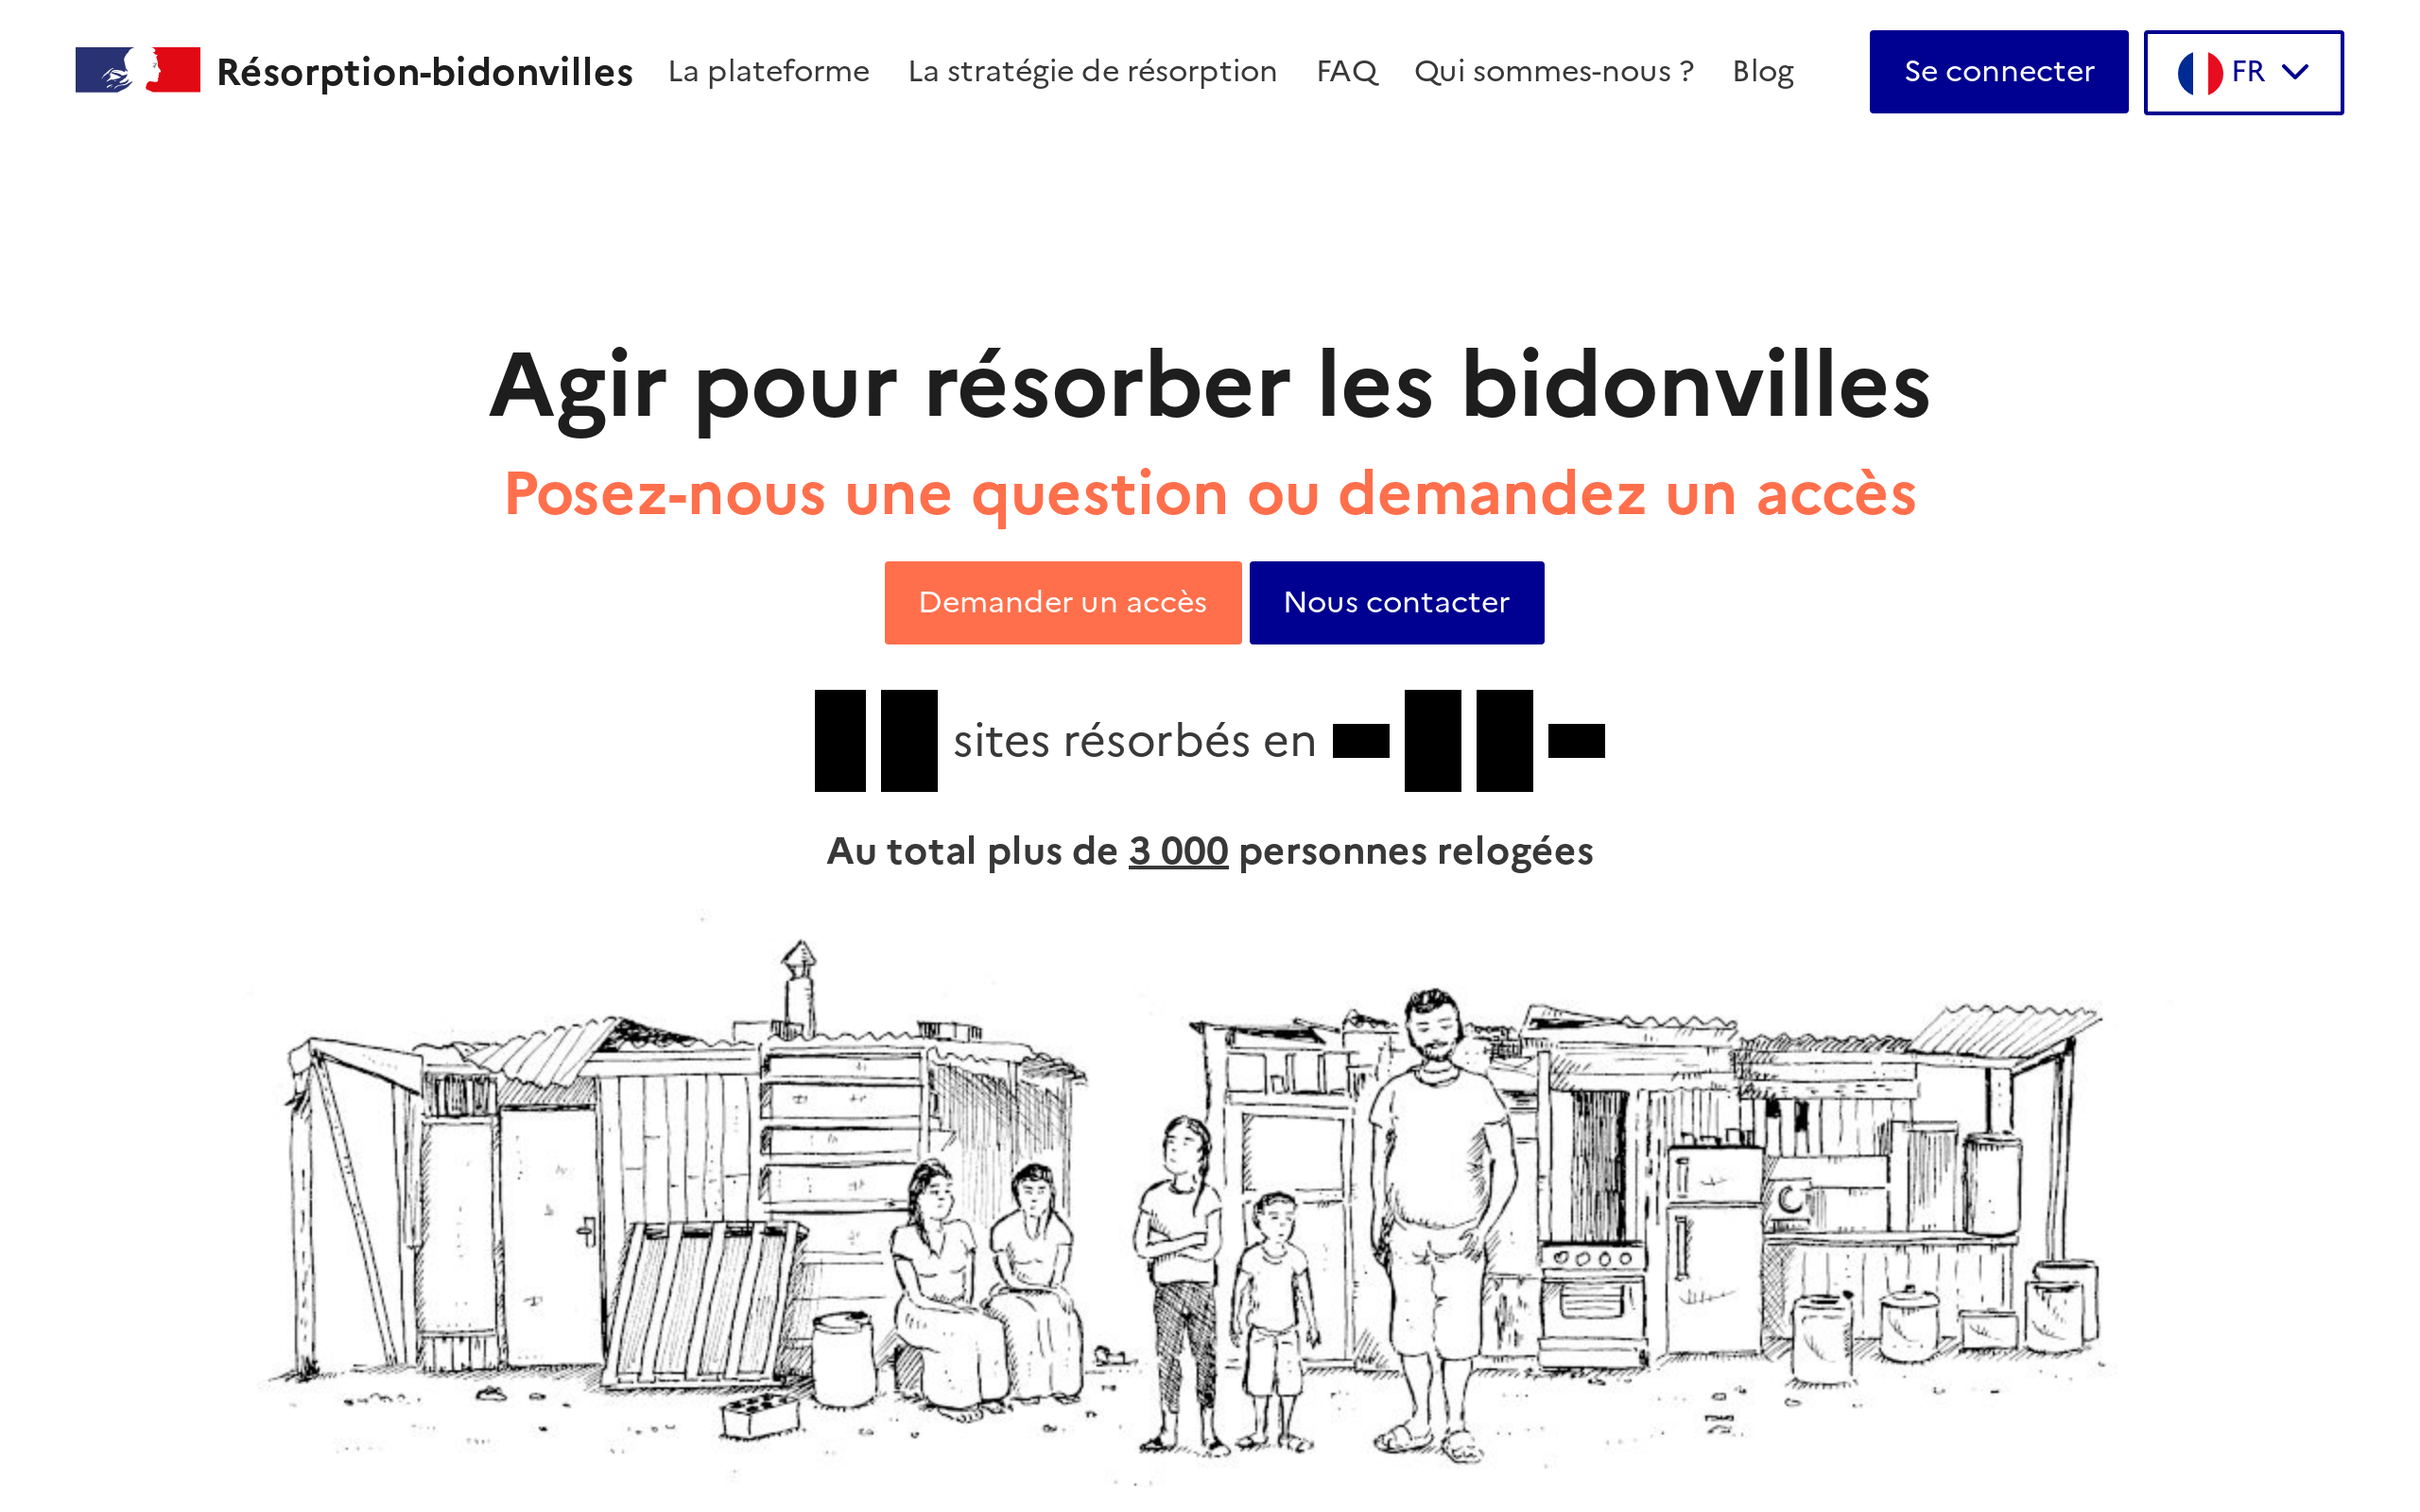 Résorption-bidonvilles
La plateforme
La stratégie de résorption
FAQ
Qui sommes-nous ?
Blog
Se connecter
FR
Agir pour résorber les bidonvilles
Posez-nous une question ou demandez un accès
Demander un accès
Nous contacter
sites résorbés en
Au total plus de 3 000 personnes relogées